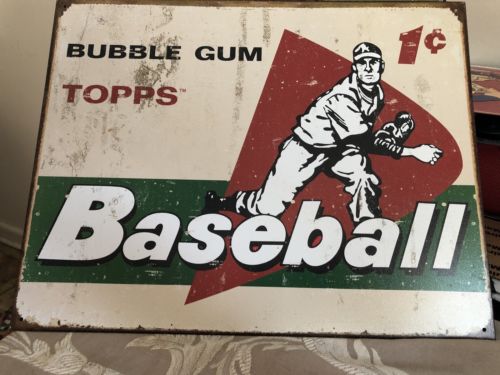 BUBBLE GUM
1¢
TOPPS™
A
Baseball